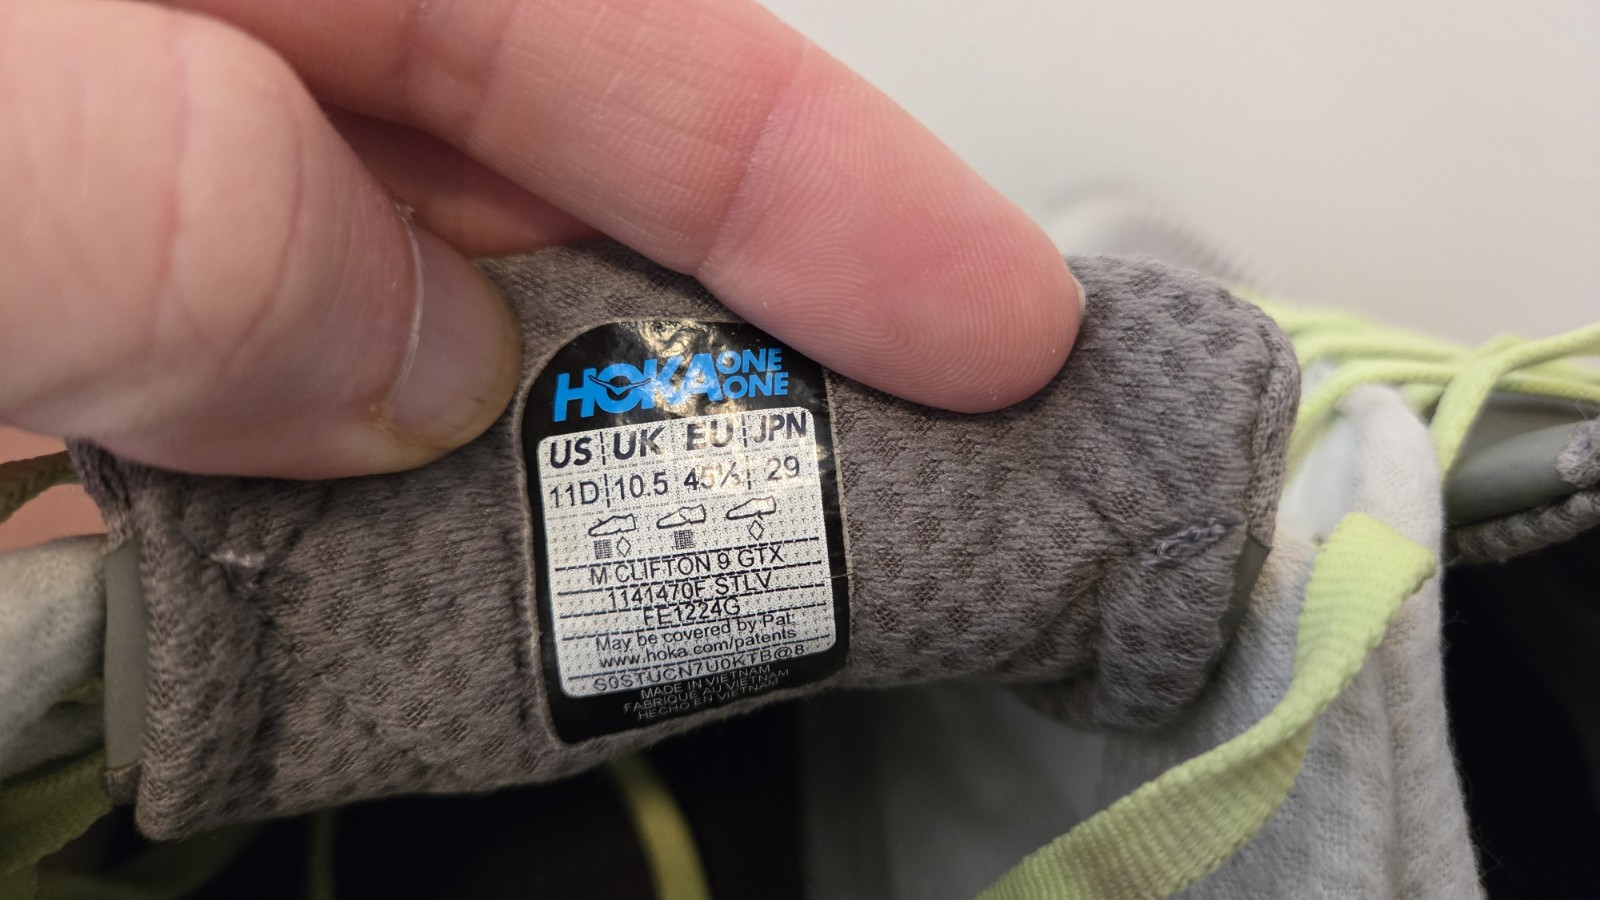 HOKA ONE ONE
US UK EU JPN
11D 10.5 45⅓ 29
M CLIFTON 9 GTX
1141470F STLV
FE1224G
May be covered by Pat:
www.hoka.com/patents
S0STUCN7U0KTB@8
MADE IN VIETNAM
FABRIQUE AU VIETNAM
HECHO EN VIETNAM